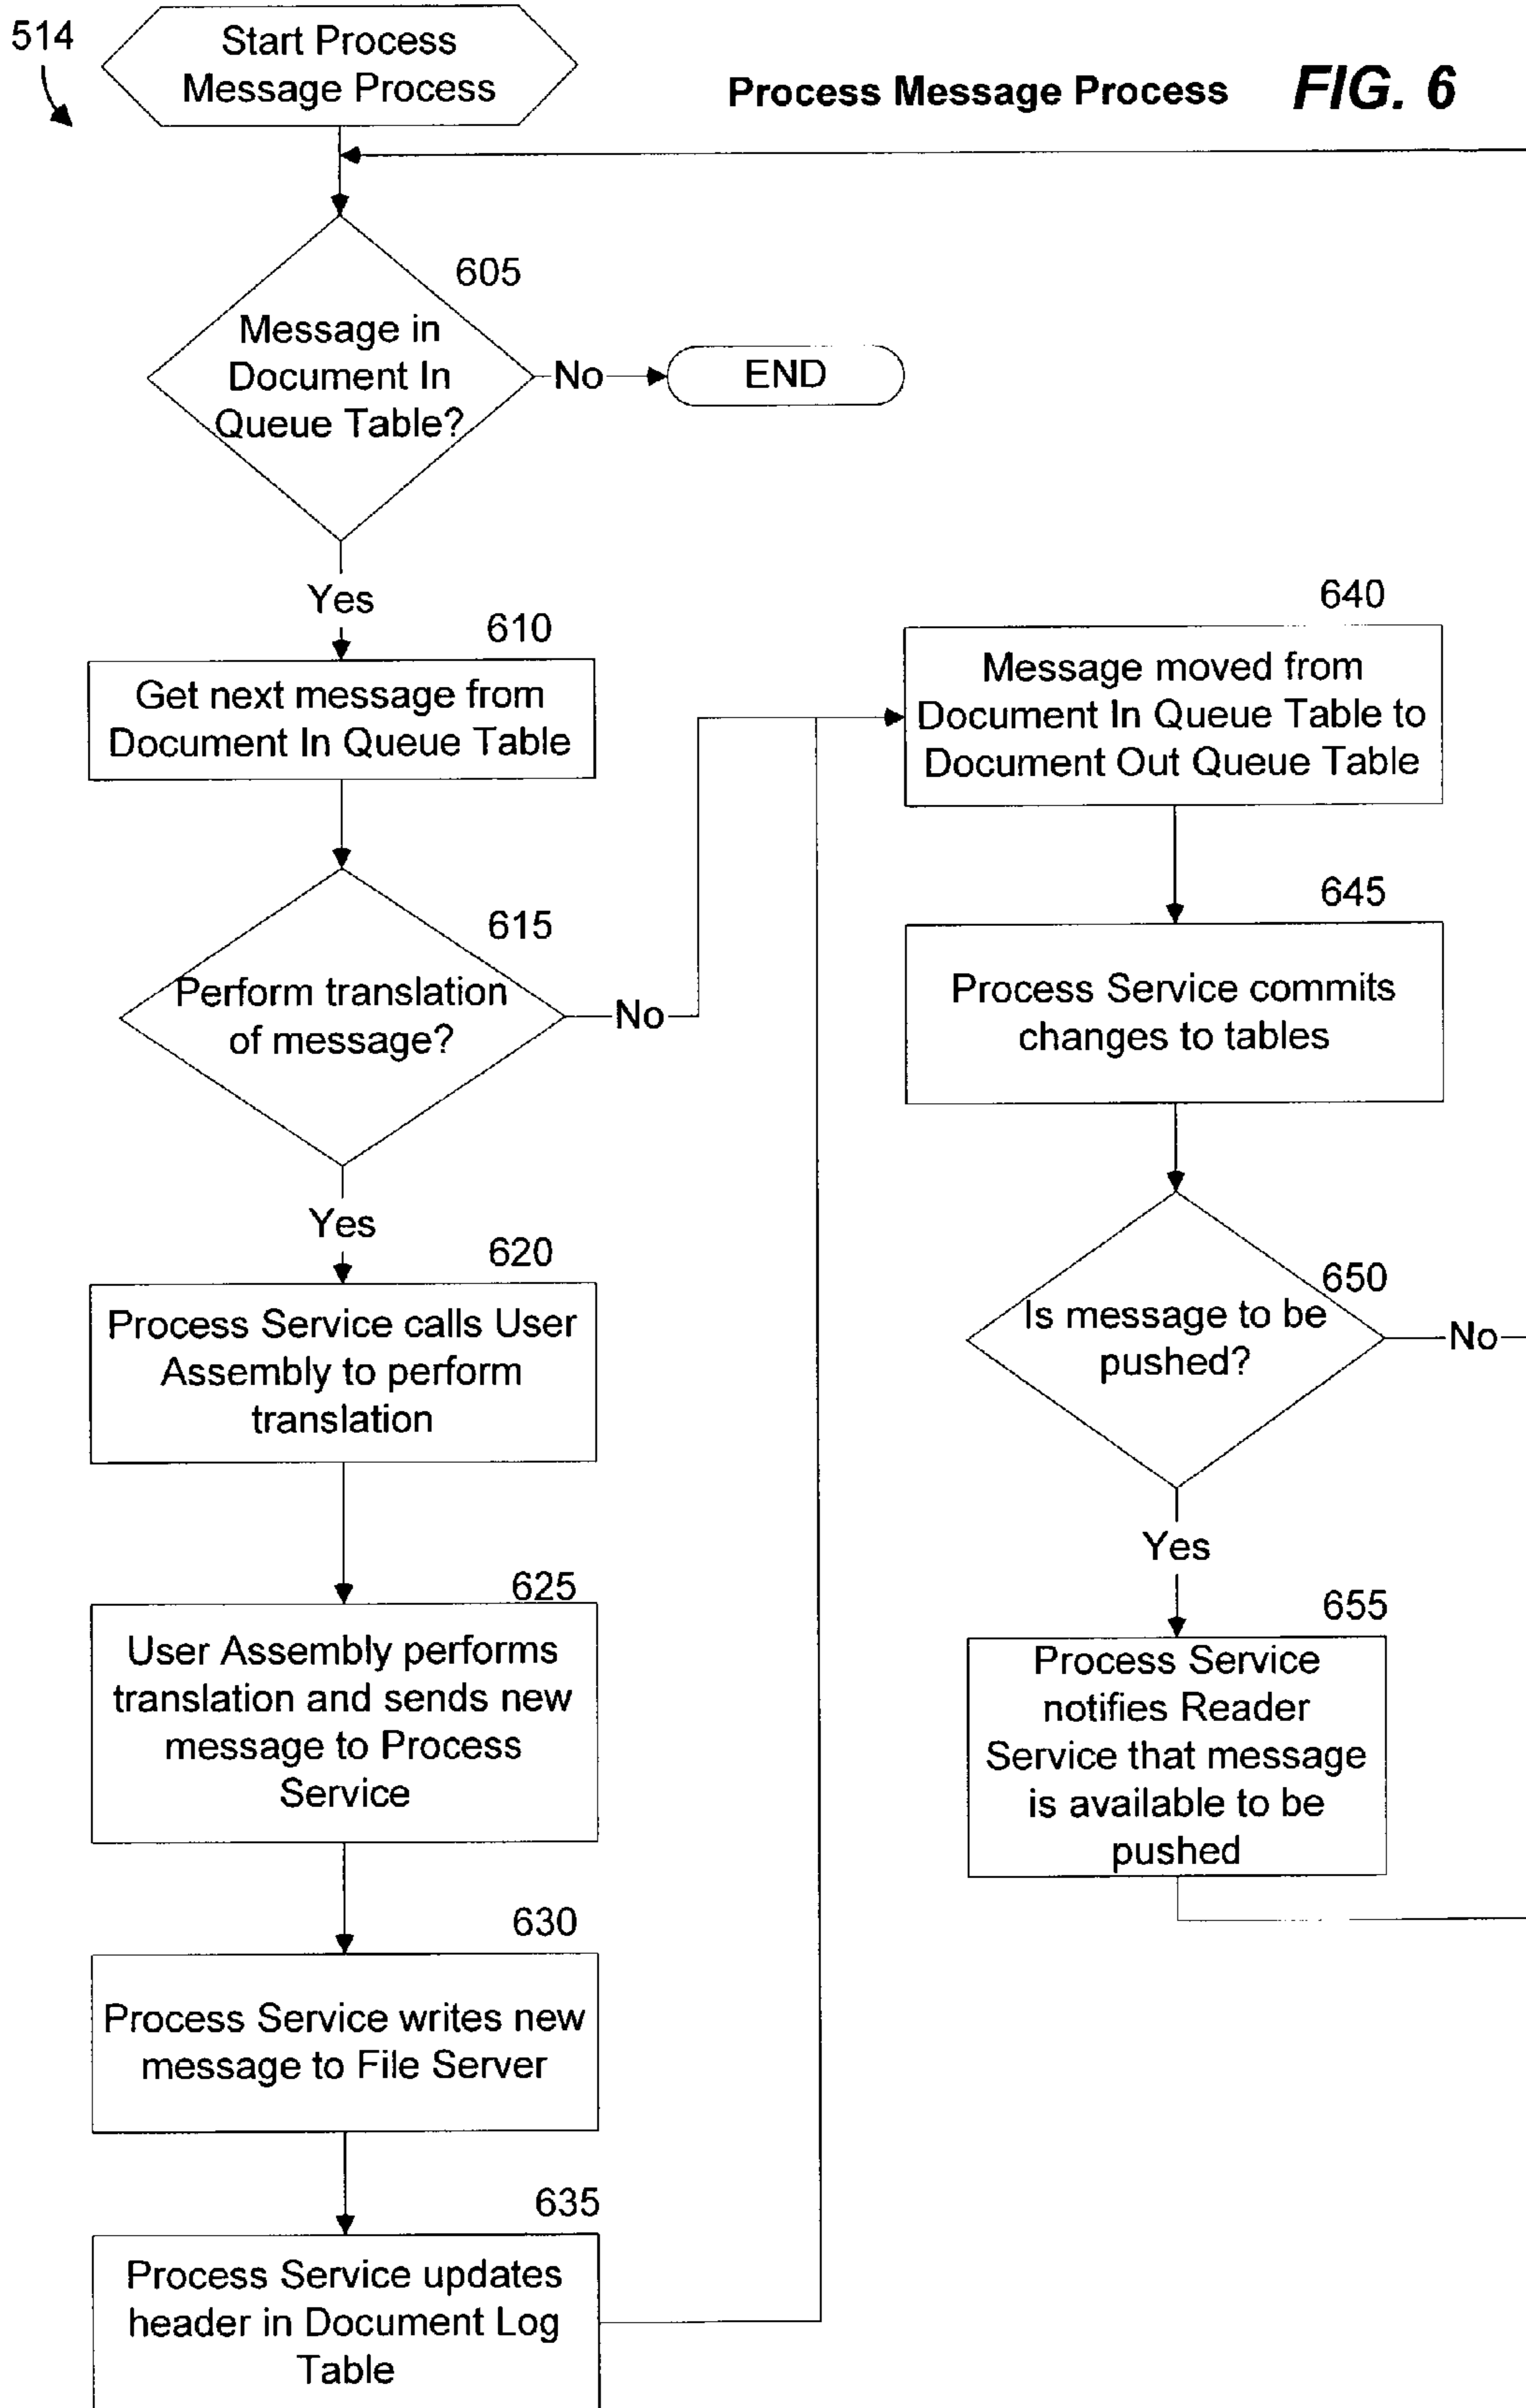 514
Start Process
Message Process
Process Message Process FIG. 6
605
Message in
Document In
Queue Table?
No
END
Yes
610
Get next message from
Document In Queue Table
615
Perform translation
of message?
No
Yes
620
Process Service calls User
Assembly to perform
translation
625
User Assembly performs
translation and sends new
message to Process
Service
630
Process Service writes new
message to File Server
635
Process Service updates
header in Document Log
Table
640
Message moved from
Document In Queue Table to
Document Out Queue Table
645
Process Service commits
changes to tables
650
Is message to be
pushed?
No
Yes
655
Process Service
notifies Reader
Service that message
is available to be
pushed